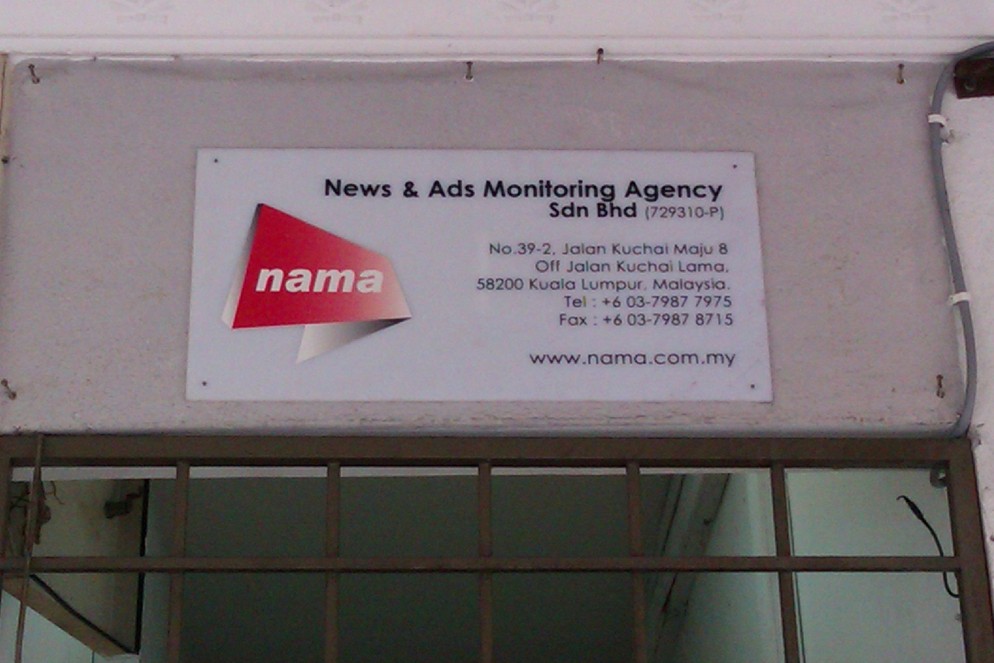 News & Ads Monitoring Agency
Sdn Bhd (729310-P)
nama
No.39-2, Jalan Kuchai Maju 8
Off Jalan Kuchai Lama,
58200 Kuala Lumpur, Malaysia.
Tel : +6 03-7987 7975
Fax : +6 03-7987 8715
www.nama.com.my